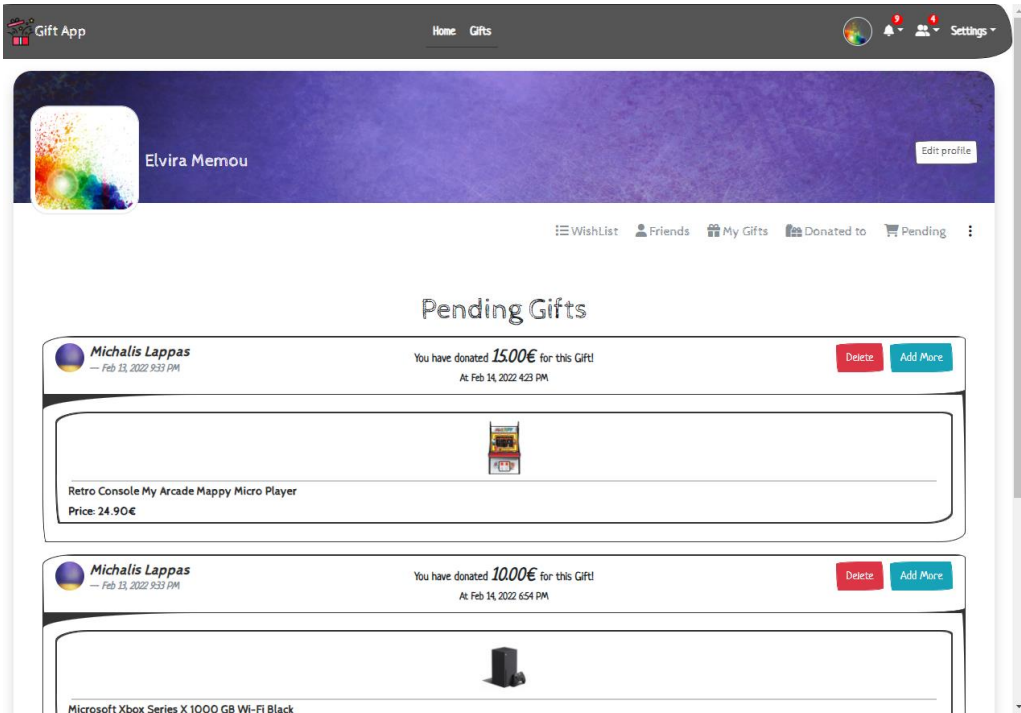 Gift App
Home Gifts
9
4
Settings
Elvira Memou
Edit profile
WishList Friends My Gifts Donated to Pending
Pending Gifts
Michalis Lappas
— Feb 13, 2022 9:33 PM
You have donated 15.00€ for this Gift!
At Feb 14, 2022 4:23 PM
Delete Add More
Retro Console My Arcade Mappy Micro Player
Price: 24.90€
Michalis Lappas
— Feb 13, 2022 9:33 PM
You have donated 10.00€ for this Gift!
At Feb 14, 2022 6:54 PM
Delete Add More
Microsoft Xbox Series X 1000 GB Wi-Fi Black